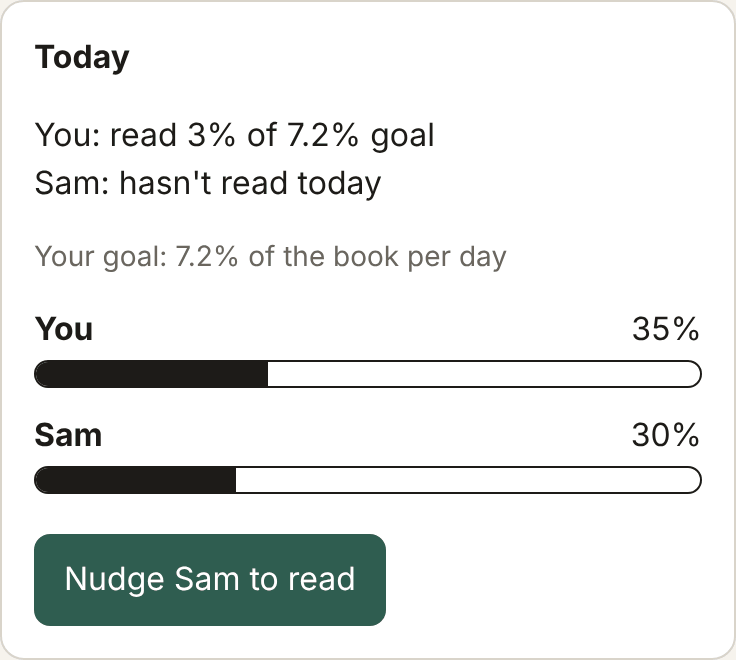 Today
You: read 3% of 7.2% goal
Sam: hasn't read today
Your goal: 7.2% of the book per day
You 35%
Sam 30%
Nudge Sam to read